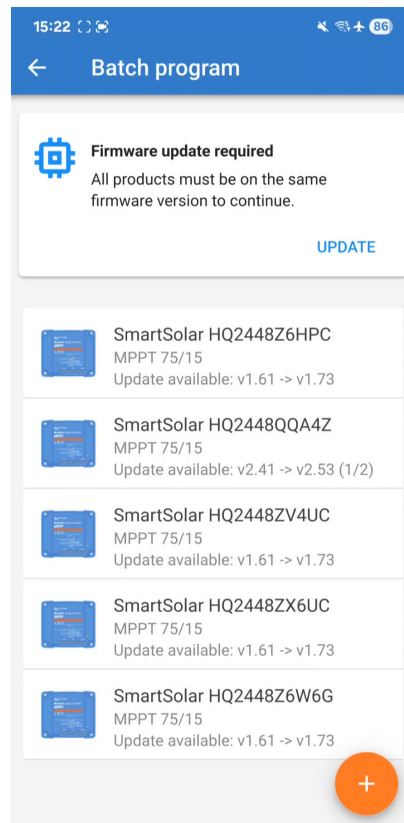 15:22
86
Batch program
Firmware update required
All products must be on the same
firmware version to continue.
UPDATE
SmartSolar HQ2448Z6HPC
MPPT 75/15
Update available: v1.61 -> v1.73
SmartSolar HQ2448QQA4Z
MPPT 75/15
Update available: v2.41 -> v2.53 (1/2)
SmartSolar HQ2448ZV4UC
MPPT 75/15
Update available: v1.61 -> v1.73
SmartSolar HQ2448ZX6UC
MPPT 75/15
Update available: v1.61 -> v1.73
SmartSolar HQ2448Z6W6G
MPPT 75/15
Update available: v1.61 -> v1.73